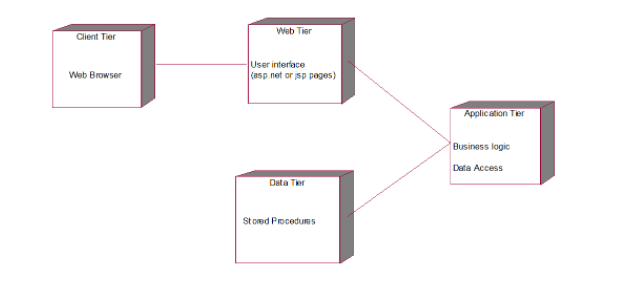 Client Tier
Web Browser
Web Tier
User interface
(asp.net or jsp pages)
Application Tier
Business logic
Data Access
Data Tier
Stored Procedures